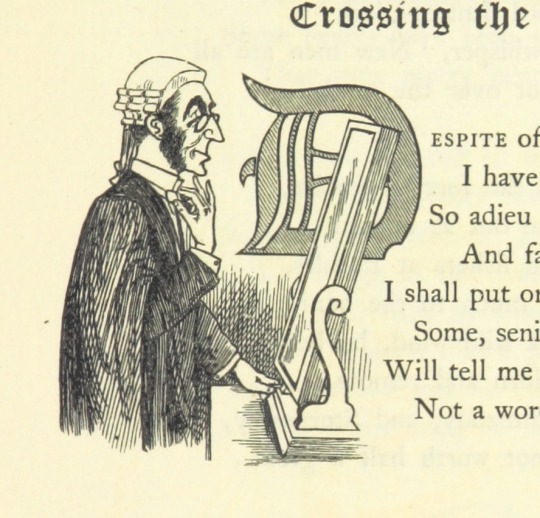 Crossing the
DESPITE of
I have
So adieu
And fa
I shall put or
Some, seni
Will tell me
Not a wor